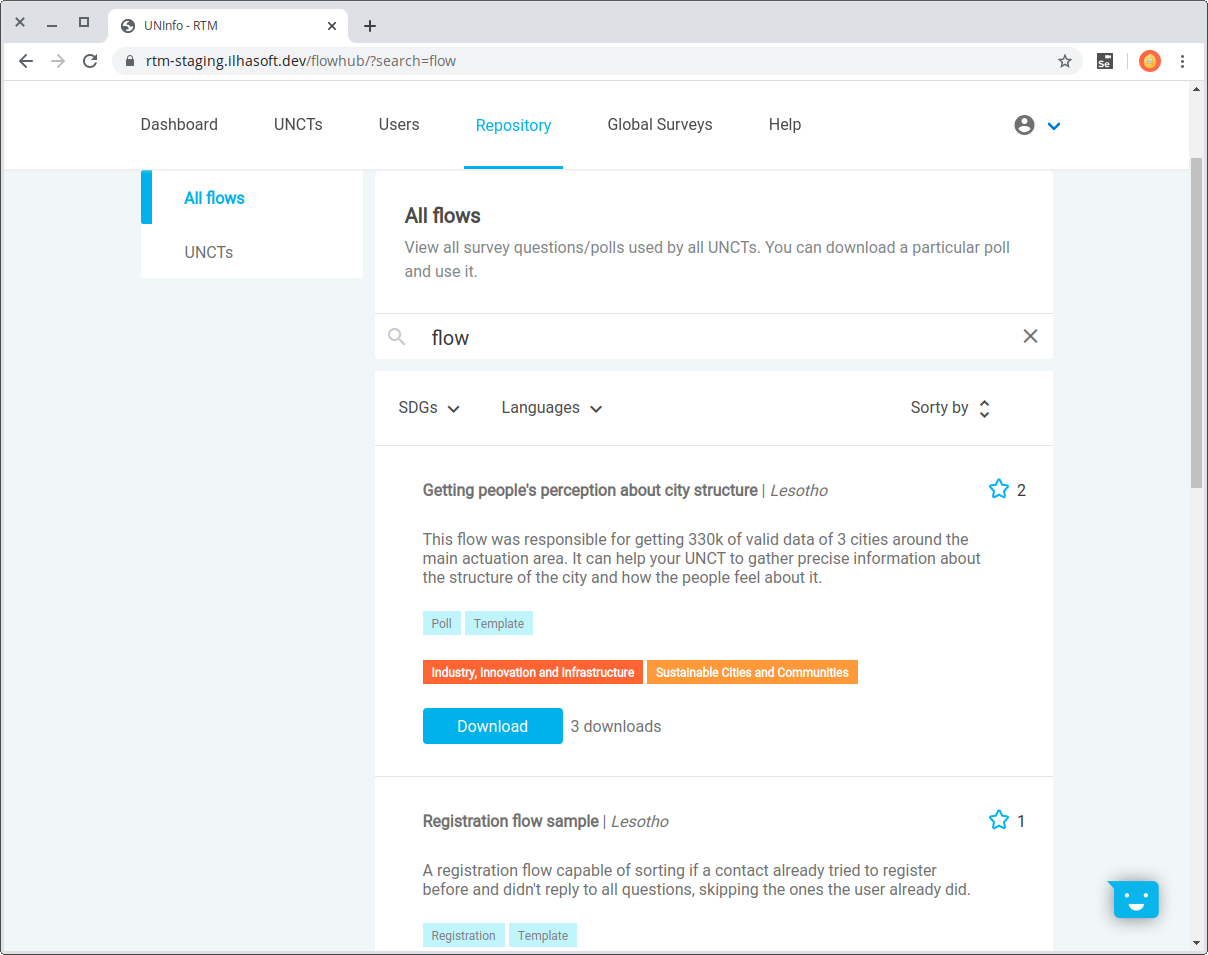 UNInfo - RTM
rtm-staging.ilhasoft.dev/flowhub/?search=flow
Se
Dashboard UNCTs Users Repository Global Surveys Help
All flows
UNCTs
All flows
View all survey questions/polls used by all UNCTs. You can download a particular poll
and use it.
flow
SDGs Languages Sorty by
Getting people's perception about city structure | Lesotho 2
This flow was responsible for getting 330k of valid data of 3 cities around the
main actuation area. It can help your UNCT to gather precise information about
the structure of the city and how the people feel about it.
Poll Template
Industry, Innovation and Infrastructure Sustainable Cities and Communities
Download 3 downloads
Registration flow sample | Lesotho 1
A registration flow capable of sorting if a contact already tried to register
before and didn't reply to all questions, skipping the ones the user already did.
Registration Template